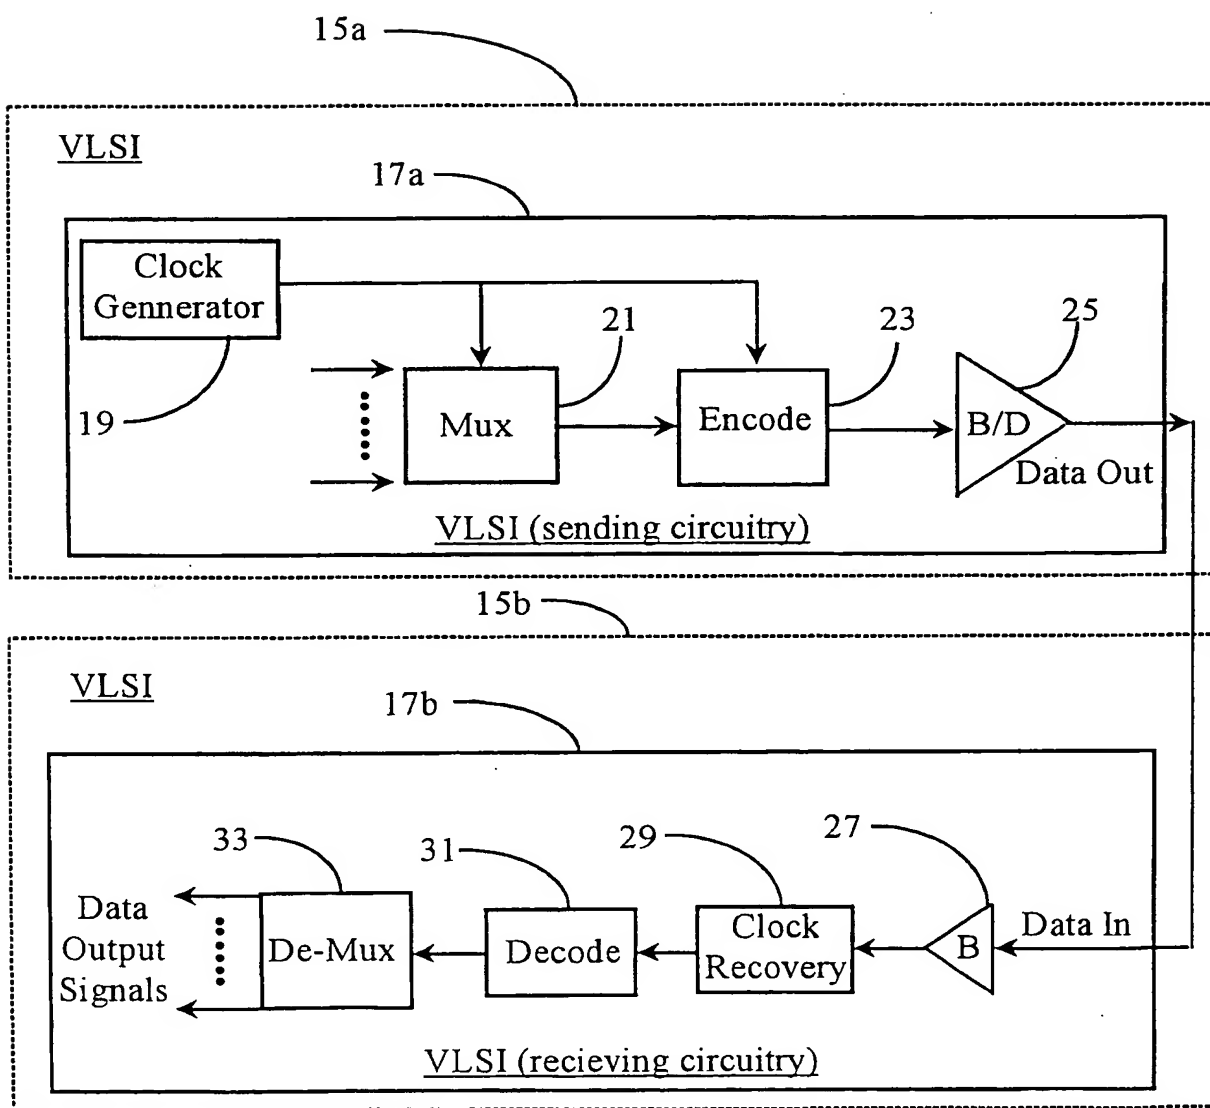 15a
VLSI
17a
Clock
Gennerator
19
21
23
25
Mux
Encode
B/D
Data Out
VLSI (sending circuitry)
15b
VLSI
17b
33
31
29
27
Data
Output
Signals
De-Mux
Decode
Clock
Recovery
B
Data In
VLSI (recieving circuitry)